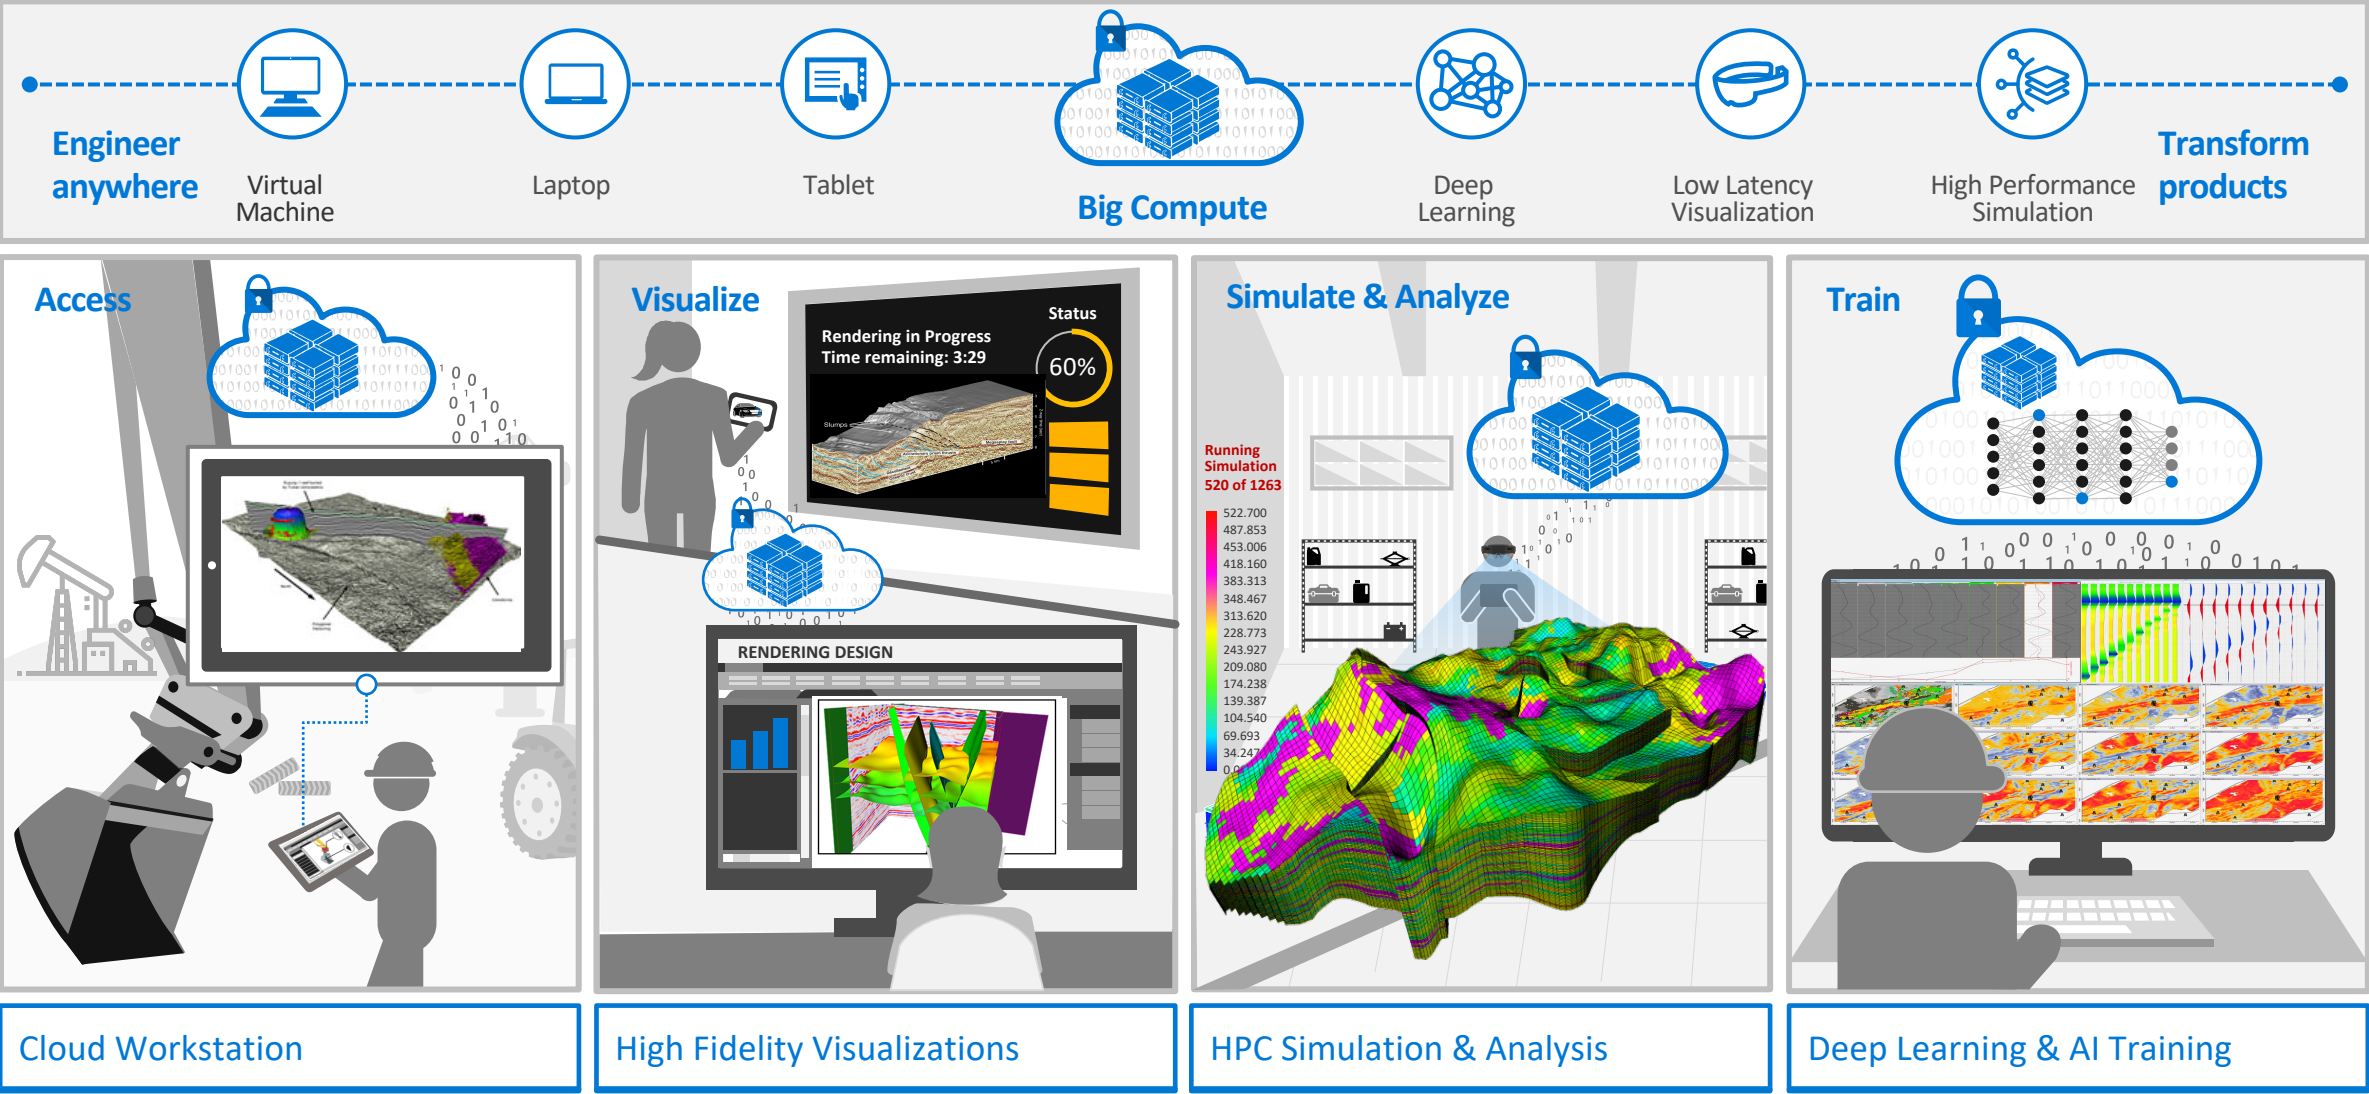 Engineer
anywhere
Virtual
Machine
Laptop
Tablet
Big Compute
Deep
Learning
Low Latency
Visualization
High Performance
Simulation
Transform
products
Access
Visualize
Rendering in Progress
Time remaining: 3:29
Status
60%
Slumps
RENDERING DESIGN
Simulate & Analyze
Running
Simulation
520 of 1263
522.700
487.853
453.006
418.160
383.313
348.467
313.620
228.773
243.927
209.080
174.238
139.387
104.540
69.693
34.247
Train
Cloud Workstation
High Fidelity Visualizations
HPC Simulation & Analysis
Deep Learning & AI Training